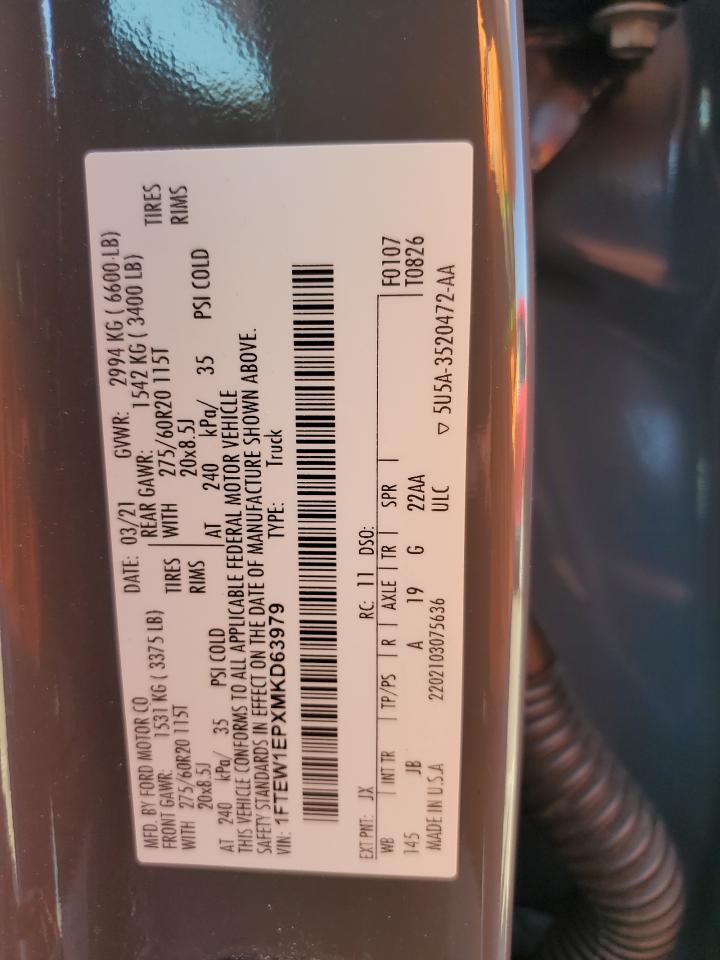 MFD. BY FORD MOTOR CO
DATE: 03/21 GVWR: 2994 KG ( 6600 LB)
FRONT GAWR: 1531 KG ( 3375 LB) REAR GAWR: 1542 KG ( 3400 LB)
WITH 275/60R20 115T TIRES WITH 275/60R20 115T TIRES
20x8.5J RIMS 20x8.5J RIMS
AT 240 kPa/ 35 PSI COLD AT 240 kPa/ 35 PSI COLD
THIS VEHICLE CONFORMS TO ALL APPLICABLE FEDERAL MOTOR VEHICLE
SAFETY STANDARDS IN EFFECT ON THE DATE OF MANUFACTURE SHOWN ABOVE.
VIN: 1FTEW1EPXMKD63979 TYPE: Truck
EXT PNT: JX RC: 11 DSO:
WB INT TR TP/PS R AXLE TR SPR F0107
145 JB A 19 G 22AA T0826
MADE IN U.S.A 2202103075636 ULC ▽ 5U5A-3520472-AA